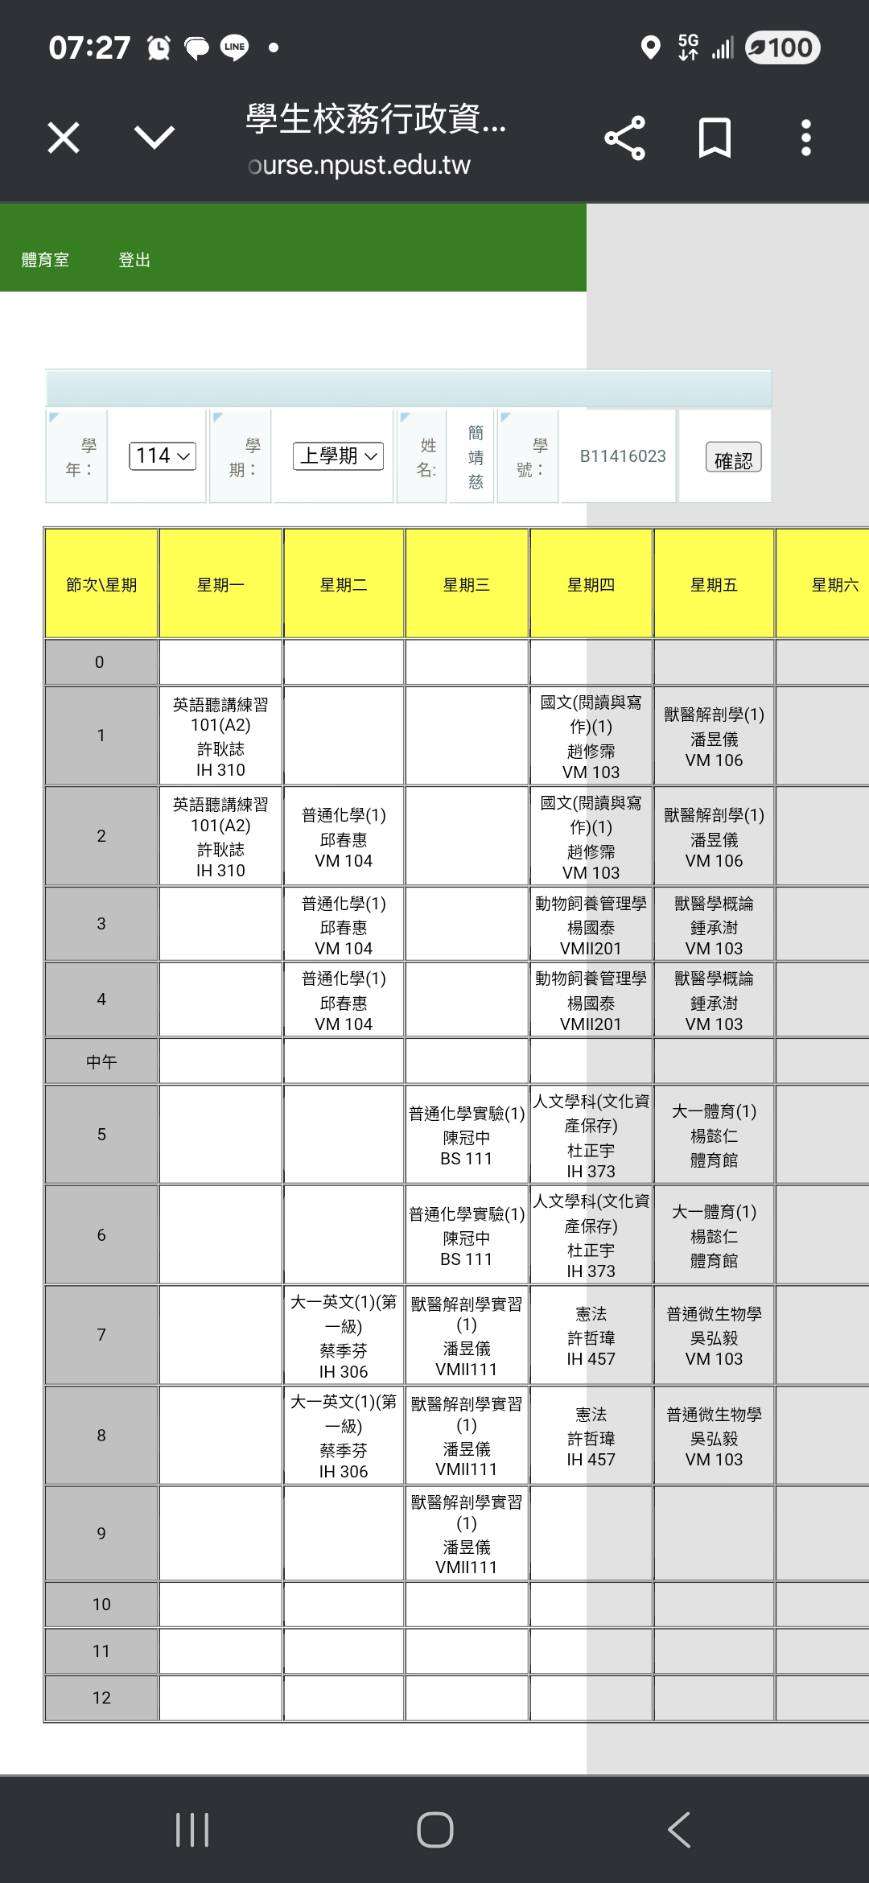 07:27 LINE 5G 100
學生校務行政資...
ourse.npust.edu.tw
體育室 登出
學年： 114 學期： 上學期 姓名: 簡靖慈 學號： B11416023 確認
節次\星期 星期一 星期二 星期三 星期四 星期五 星期六
0
1
英語聽講練習
101(A2)
許耿誌
IH 310
國文(閱讀與寫
作)(1)
趙修霈
VM 103
獸醫解剖學(1)
潘昱儀
VM 106
2
英語聽講練習
101(A2)
許耿誌
IH 310
普通化學(1)
邱春惠
VM 104
國文(閱讀與寫
作)(1)
趙修霈
VM 103
獸醫解剖學(1)
潘昱儀
VM 106
3
普通化學(1)
邱春惠
VM 104
動物飼養管理學
楊國泰
VMII201
獸醫學概論
鍾承澍
VM 103
4
普通化學(1)
邱春惠
VM 104
動物飼養管理學
楊國泰
VMII201
獸醫學概論
鍾承澍
VM 103
中午
5
普通化學實驗(1)
陳冠中
BS 111
人文學科(文化資
產保存)
杜正宇
IH 373
大一體育(1)
楊懿仁
體育館
6
普通化學實驗(1)
陳冠中
BS 111
人文學科(文化資
產保存)
杜正宇
IH 373
大一體育(1)
楊懿仁
體育館
7
大一英文(1)(第
一級)
蔡季芬
IH 306
獸醫解剖學實習
(1)
潘昱儀
VMII111
憲法
許哲瑋
IH 457
普通微生物學
吳弘毅
VM 103
8
大一英文(1)(第
一級)
蔡季芬
IH 306
獸醫解剖學實習
(1)
潘昱儀
VMII111
憲法
許哲瑋
IH 457
普通微生物學
吳弘毅
VM 103
9
獸醫解剖學實習
(1)
潘昱儀
VMII111
10
11
12